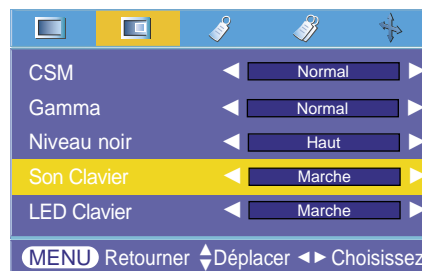 CSM Normal
Gamma Normal
Niveau noir Haut
Son Clavier Marche
LED Clavier Marche
MENU Retourner Déplacer Choisissez